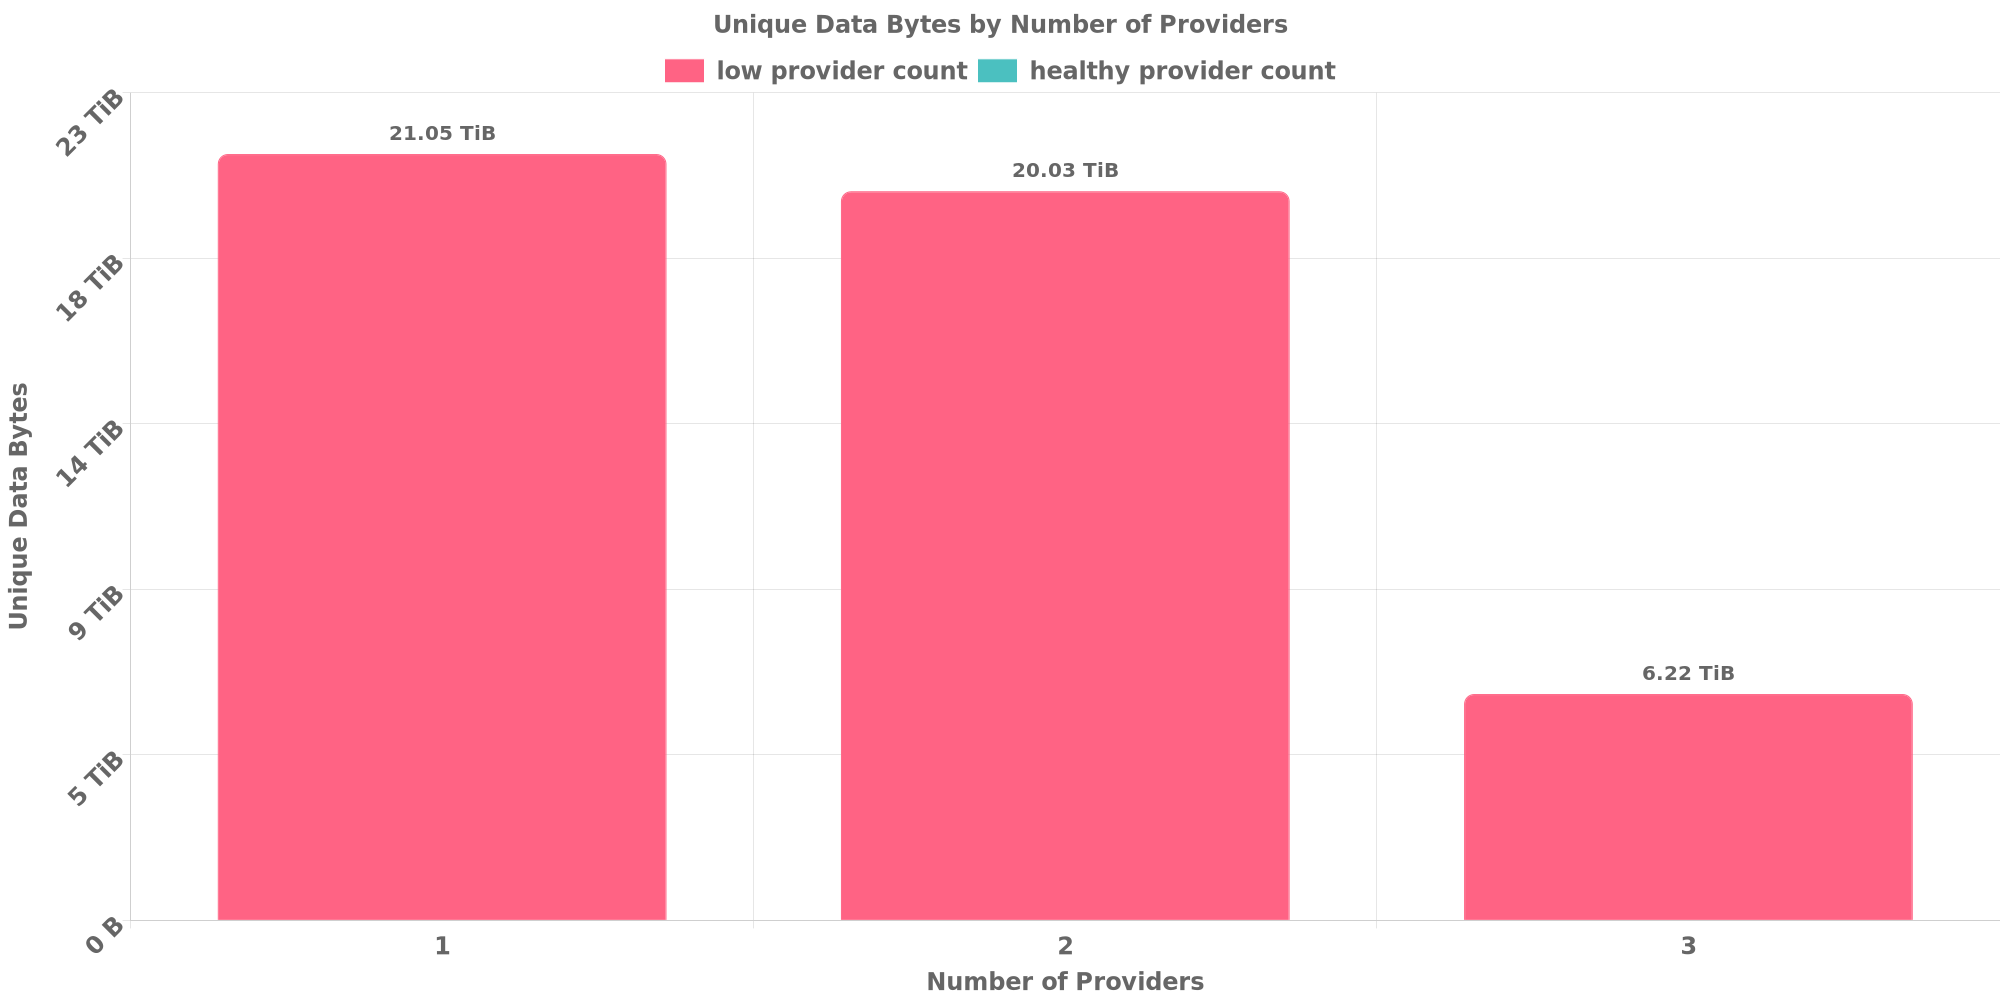 Unique Data Bytes by Number of Providers
low provider count healthy provider count
23 TiB
18 TiB
14 TiB
9 TiB
5 TiB
0 B
Unique Data Bytes
21.05 TiB
20.03 TiB
6.22 TiB
1 2 3
Number of Providers